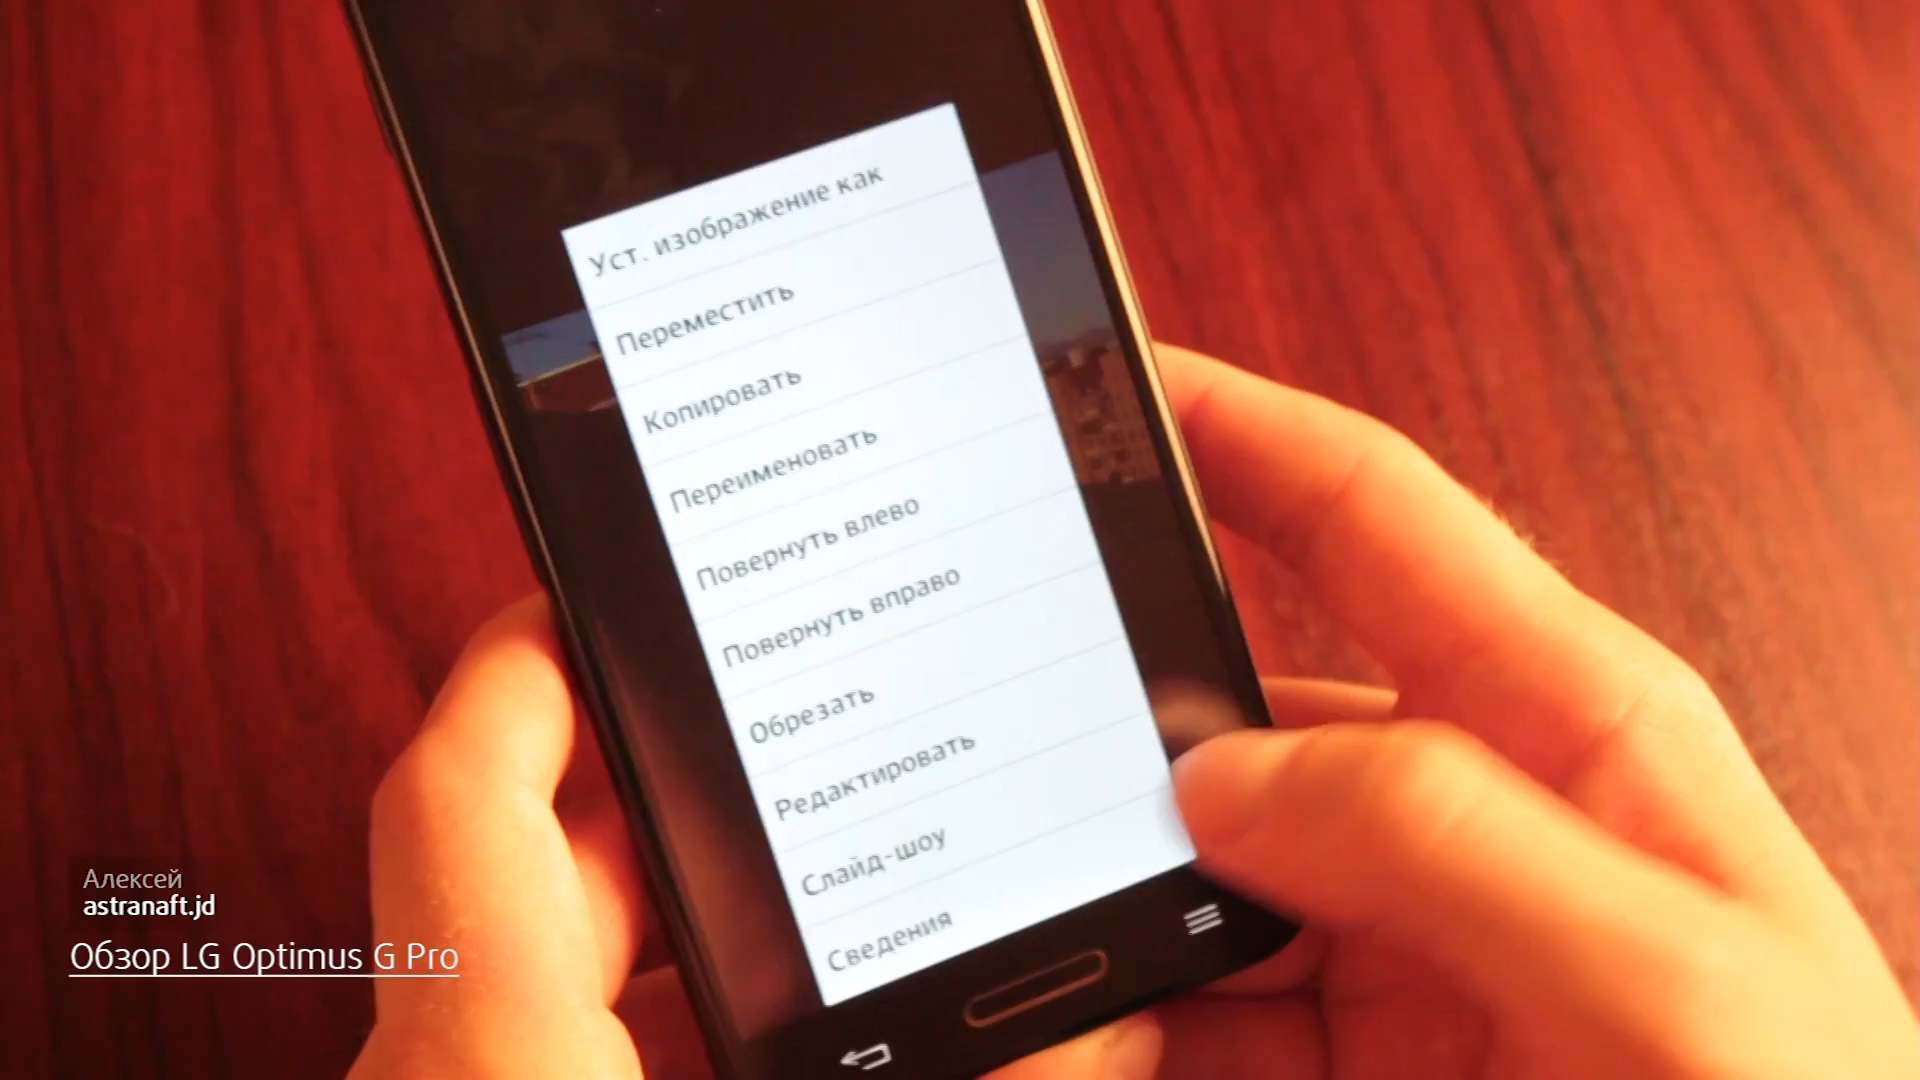 Уст. изображение как
Переместить
Копировать
Переименовать
Повернуть влево
Повернуть вправо
Обрезать
Редактировать
Слайд-шоу
Сведения
Алексей
astranaft.jd
Обзор LG Optimus G Pro